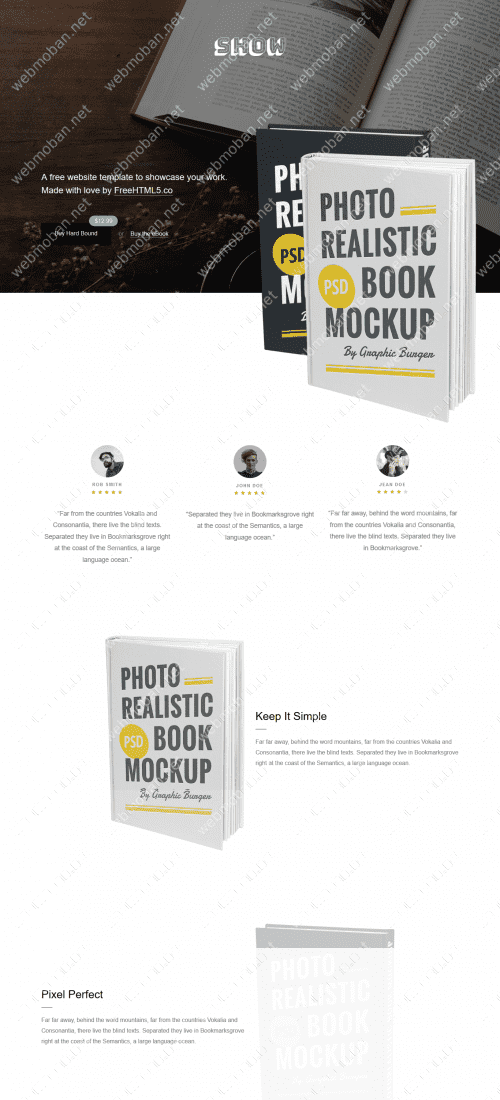 SHOW
A free website template to showcase your work.
Made with love by FreeHTML5.co
$12.99
Buy Hard Bound or Buy the eBook
PHOTO
REALISTIC
PSD BOOK
MOCKUP
By Graphic Burger
ROB SMITH
"Far from the countries Vokalia and
Consonantia, there live the blind texts.
Separated they live in Bookmarksgrove right
at the coast of the Semantics, a large
language ocean."
JOHN DOE
"Separated they live in Bookmarksgrove right
at the coast of the Semantics, a large
language ocean."
JEAN DOE
"Far far away, behind the word mountains, far
from the countries Vokalia and Consonantia,
there live the blind texts. Separated they live
in Bookmarksgrove."
PHOTO
REALISTIC
PSD BOOK
MOCKUP
By Graphic Burger
Keep It Simple
Far far away, behind the word mountains, far from the countries Vokalia and
Consonantia, there live the blind texts. Separated they live in Bookmarksgrove
right at the coast of the Semantics, a large language ocean.
Pixel Perfect
Far far away, behind the word mountains, far from the countries Vokalia and
Consonantia, there live the blind texts. Separated they live in Bookmarksgrove
right at the coast of the Semantics, a large language ocean.
PHOTO
REALISTIC
BOOK
MOCKUP
webmoban.net